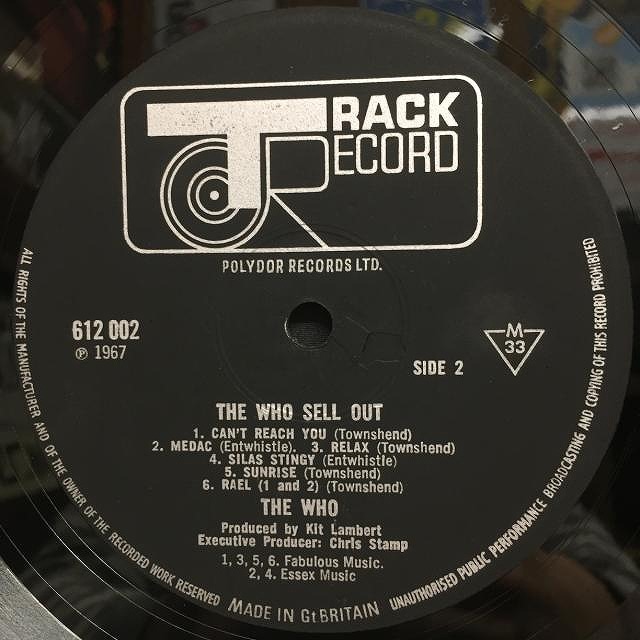 TRACK
RECORD
POLYDOR RECORDS LTD.
612 002
℗ 1967
M
33
SIDE 2
THE WHO SELL OUT
1. CAN'T REACH YOU (Townshend)
2. MEDAC (Entwhistle). 3. RELAX (Townshend)
4. SILAS STINGY (Entwhistle)
5. SUNRISE (Townshend)
6. RAEL (1 and 2) (Townshend)
THE WHO
Produced by Kit Lambert
Executive Producer: Chris Stamp
1, 3, 5, 6. Fabulous Music.
2, 4. Essex Music
ALL RIGHTS OF THE MANUFACTURER AND OF THE OWNER OF THE RECORDED WORK RESERVED
MADE IN Gt BRITAIN
UNAUTHORISED PUBLIC PERFORMANCE BROADCASTING AND COPYING OF THIS RECORD PROHIBITED